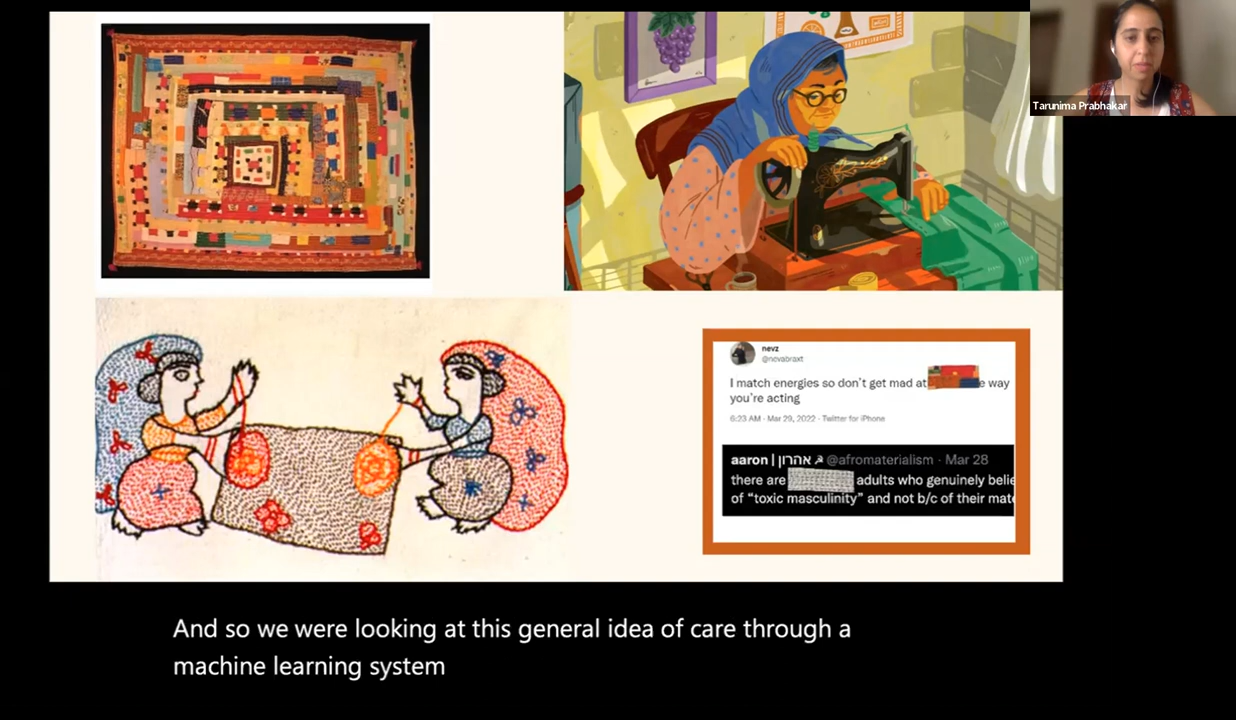 Tarunima Prabhakar
nevz
@nevabraxt
I match energies so don't get mad at e way
you're acting
6:23 AM · Mar 29, 2022 · Twitter for iPhone
aaron | אהרון ☭ @afromaterialism · Mar 28
there are adults who genuinely belie
of “toxic masculinity” and not b/c of their mate
And so we were looking at this general idea of care through a
machine learning system